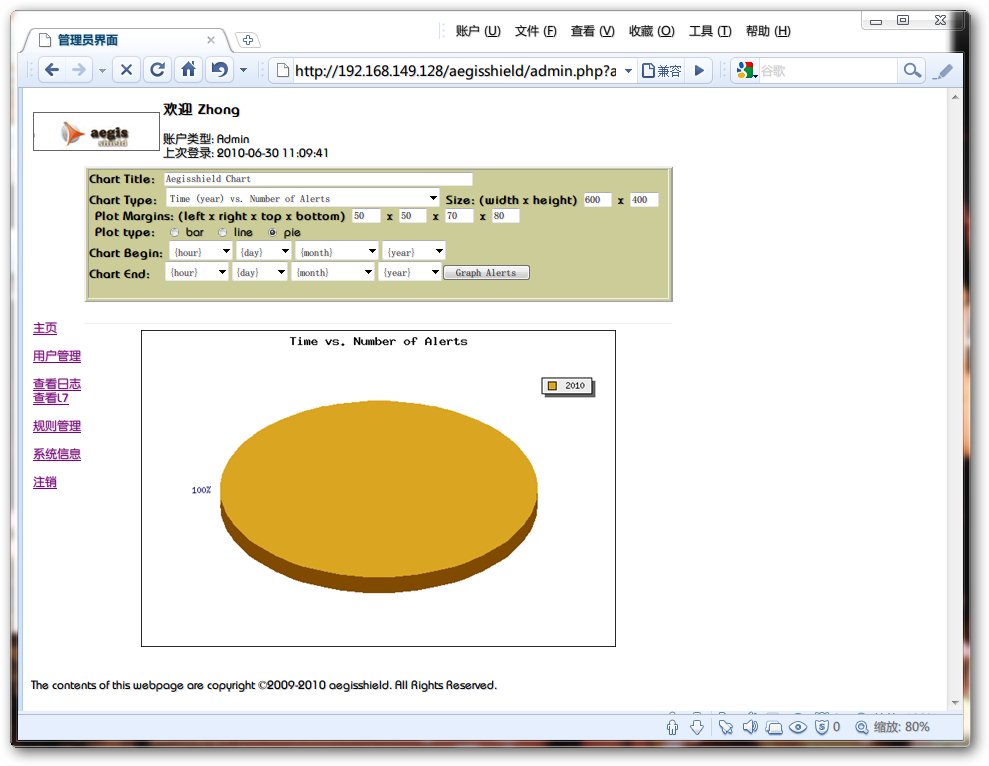 账户 (U) 文件 (F) 查看 (V) 收藏 (O) 工具 (T) 帮助 (H)
管理员界面
http://192.168.149.128/aegisshield/admin.php?a
兼容
谷歌
欢迎 Zhong
aegis
shield
账户类型: Admin
上次登录: 2010-06-30 11:09:41
Chart Title: Aegisshield Chart
Chart Type: Time (year) vs. Number of Alerts Size: (width x height) 600 x 400
Plot Margins: (left x right x top x bottom) 50 x 50 x 70 x 80
Plot type: bar line pie
Chart Begin: {hour} {day} {month} {year}
Chart End: {hour} {day} {month} {year} Graph Alerts
主页
用户管理
查看日志
查看L7
规则管理
系统信息
注销
Time vs. Number of Alerts
2010
100%
The contents of this webpage are copyright ©2009-2010 aegisshield. All Rights Reserved.
0 缩放: 80%